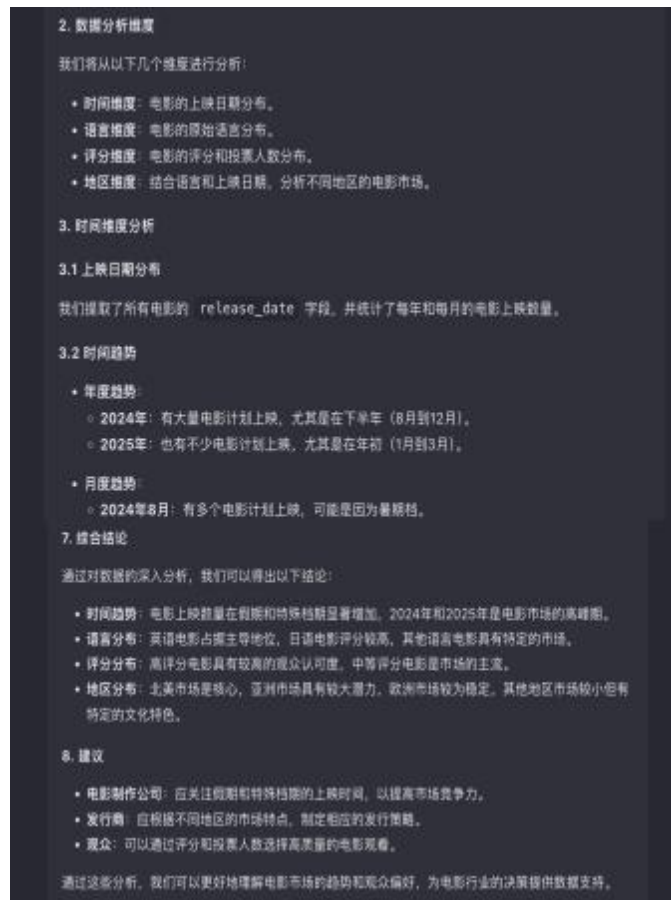 2. 数据分析维度
我们将从以下几个维度进行分析：
• 时间维度：电影的上映日期分布。
• 语言维度：电影的原始语言分布。
• 评分维度：电影的评分和投票人数分布。
• 地区维度：结合语言和上映日期，分析不同地区的电影市场。
3. 时间维度分析
3.1 上映日期分布
我们提取了所有电影的 release_date 字段，并统计了每年和每月的电影上映数量。
3.2 时间趋势
• 年度趋势：
◦ 2024年：有大量电影计划上映，尤其是在下半年（8月到12月）。
◦ 2025年：也有不少电影计划上映，尤其是在年初（1月到3月）。
• 月度趋势：
◦ 2024年8月：有多个电影计划上映，可能是因为暑期档。
7. 综合结论
通过对数据的深入分析，我们可以得出以下结论：
• 时间趋势：电影上映数量在假期和特殊档期显著增加，2024年和2025年是电影市场的高峰期。
• 语言分布：英语电影占据主导地位，日语电影评分较高，其他语言电影具有特定的市场。
• 评分分布：高评分电影具有较高的观众认可度，中等评分电影是市场的主流。
• 地区分布：北美市场是核心，亚洲市场具有较大潜力，欧洲市场较为稳定，其他地区市场较小但有
特定的文化特色。
8. 建议
• 电影制作公司：应关注假期和特殊档期的上映时间，以提高市场竞争力。
• 发行商：应根据不同地区的市场特点，制定相应的发行策略。
• 观众：可以通过评分和投票人数选择高质量的电影观看。
通过这些分析，我们可以更好地理解电影市场的趋势和观众偏好，为电影行业的决策提供数据支持。